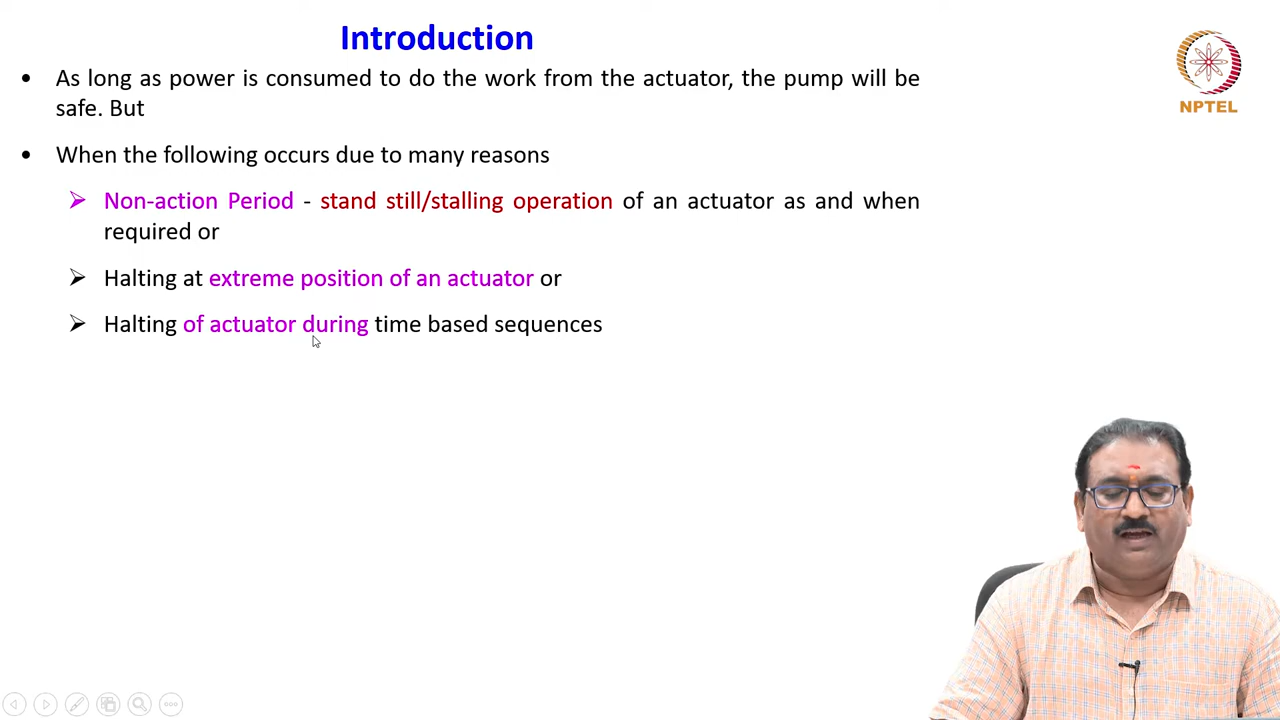 Introduction
NPTEL
• As long as power is consumed to do the work from the actuator, the pump will be
safe. But
• When the following occurs due to many reasons
➢ Non-action Period - stand still/stalling operation of an actuator as and when
required or
➢ Halting at extreme position of an actuator or
➢ Halting of actuator during time based sequences